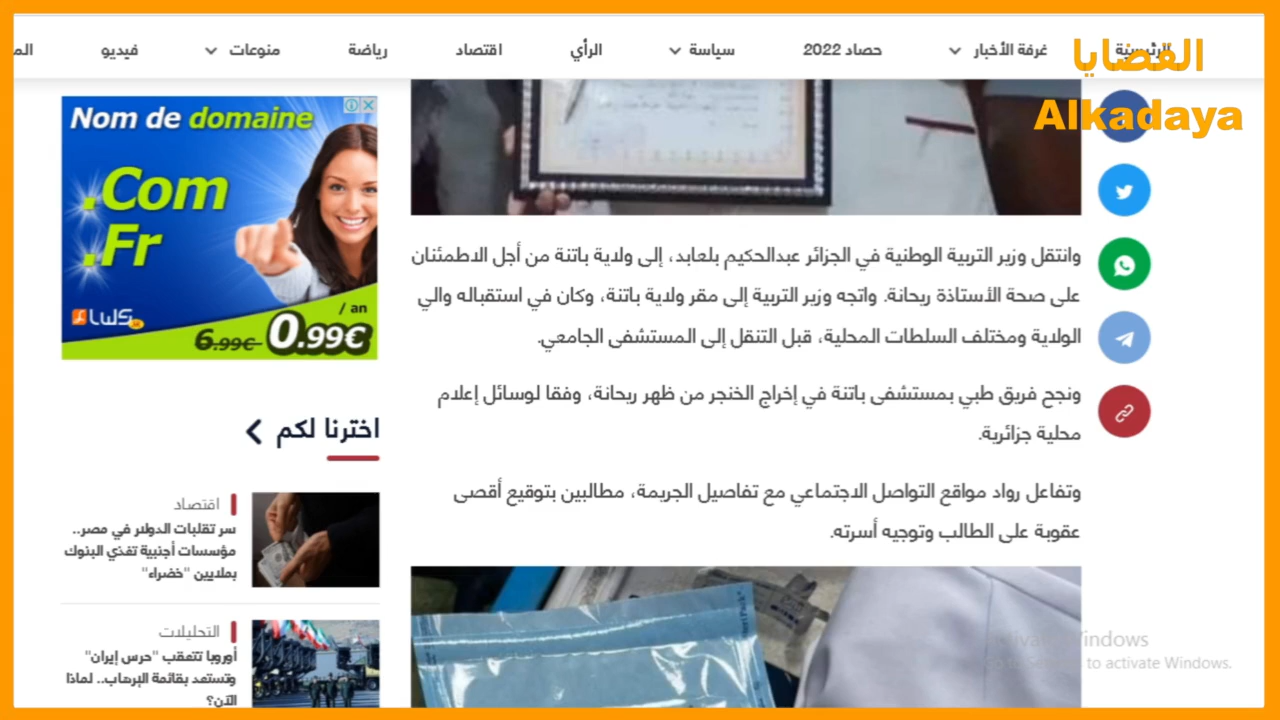 الرئيسية
غرفة الأخبار
حصاد 2022
سياسة
الرأي
اقتصاد
رياضة
منوعات
فيديو
القضايا
Alkadaya
وانتقل وزير التربية الوطنية في الجزائر عبدالحكيم بلعابد، إلى ولاية باتنة من أجل الاطمئنان
على صحة الأستاذة ريحانة. واتجه وزير التربية إلى مقر ولاية باتنة، وكان في استقباله والي
الولاية ومختلف السلطات المحلية، قبل التنقل إلى المستشفى الجامعي.
ونجح فريق طبي بمستشفى باتنة في إخراج الخنجر من ظهر ريحانة، وفقا لوسائل إعلام
محلية جزائرية.
وتفاعل رواد مواقع التواصل الاجتماعي مع تفاصيل الجريمة، مطالبين بتوقيع أقصى
عقوبة على الطالب وتوجيه أسرته.
Nom de domaine
.Com
.Fr
LWS
/ an
6.99€
0.99€
اخترنا لكم
اقتصاد
سر تقلبات الدولار في مصر..
مؤسسات أجنبية تغذي البنوك
بملايين "خضراء"
التحليلات
أوروبا تتعقب "حرس إيران"
وتستعد بقائمة الإرهاب.. لماذا
الآن؟
Windows
to activate Windows.